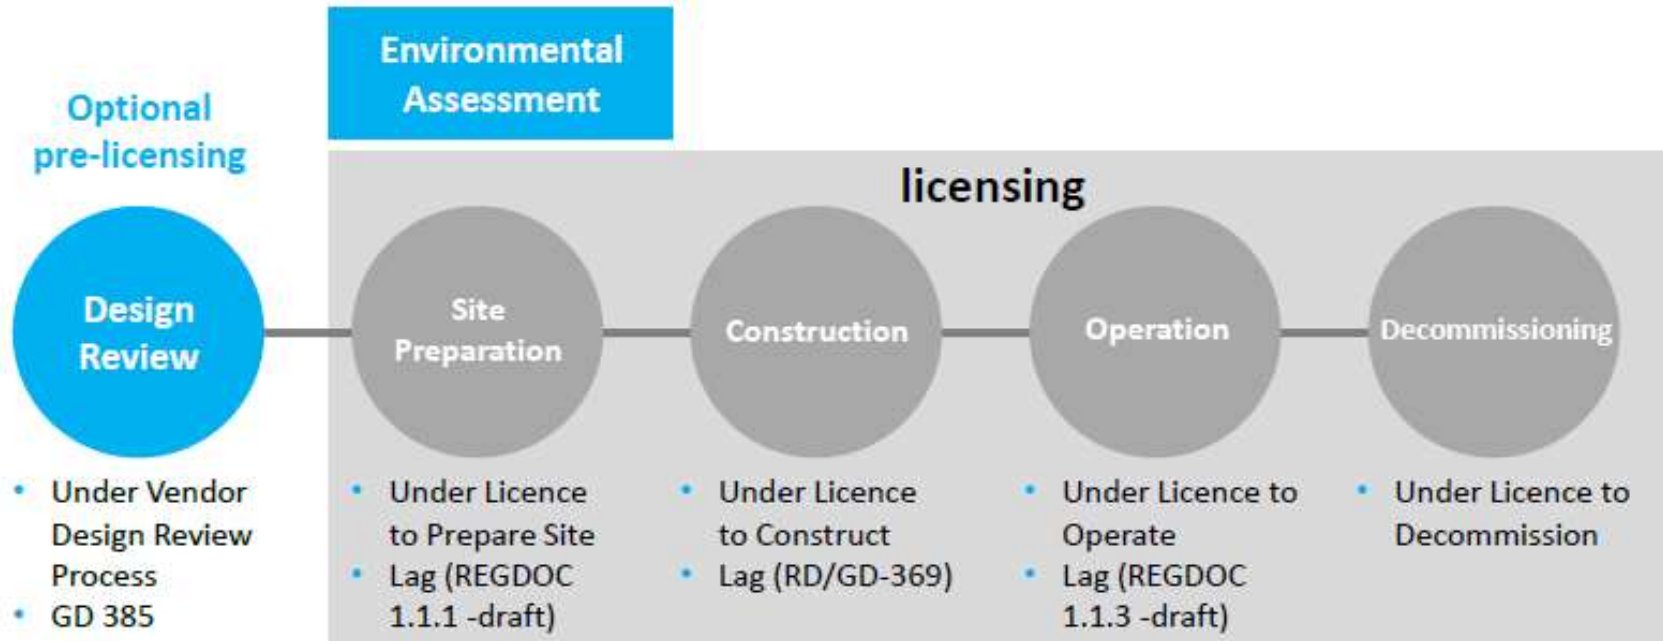 Environmental
Assessment
Optional
pre-licensing
licensing
Design
Review
Site
Preparation
Construction
Operation
Decommissioning
• Under Vendor
Design Review
Process
• GD 385
• Under Licence
to Prepare Site
• Lag (REGDOC
1.1.1 -draft)
• Under Licence
to Construct
• Lag (RD/GD-369)
• Under Licence to
Operate
• Lag (REGDOC
1.1.3 -draft)
• Under Licence to
Decommission